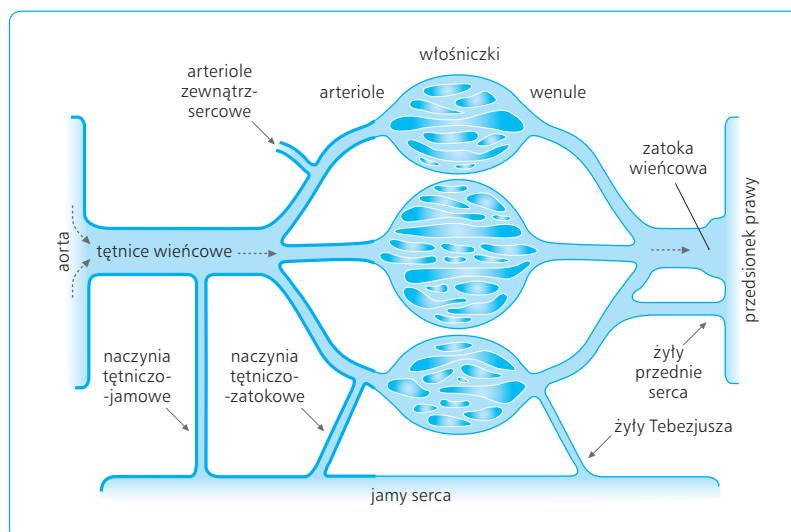 włośniczki
arteriole
zewnątrz-
sercowe
arteriole
wenule
zatoka
wieńcowa
aorta
tętnice wieńcowe
przedsionek prawy
naczynia
tętniczo-
-jamowe
naczynia
tętniczo-
-zatokowe
żyły
przednie
serca
żyły Tebezjusza
jamy serca